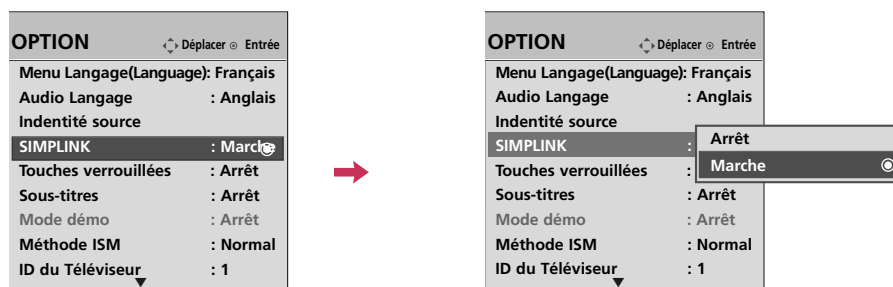 OPTION Déplacer Entrée
Menu Langage(Language): Français
Audio Langage : Anglais
Indentité source
SIMPLINK : Marche
Touches verrouillées : Arrêt
Sous-titres : Arrêt
Mode démo : Arrêt
Méthode ISM : Normal
ID du Téléviseur : 1
OPTION Déplacer Entrée
Menu Langage(Language): Français
Audio Langage : Anglais
Indentité source
SIMPLINK :
Arrêt
Marche
Touches verrouillées :
Sous-titres : Arrêt
Mode démo : Arrêt
Méthode ISM : Normal
ID du Téléviseur : 1